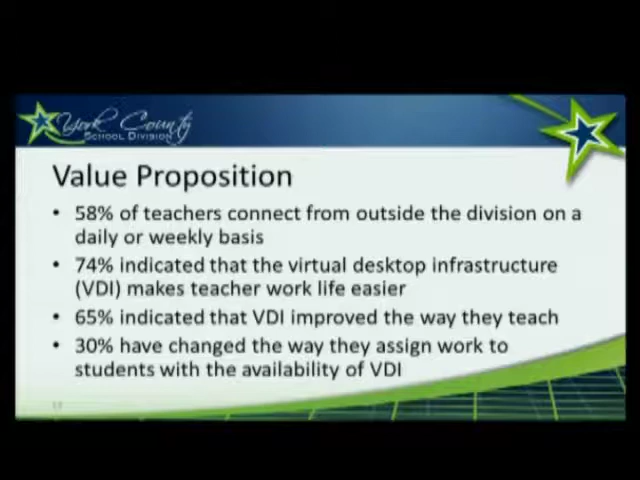 York County
SCHOOL DIVISION
Value Proposition
• 58% of teachers connect from outside the division on a
daily or weekly basis
• 74% indicated that the virtual desktop infrastructure
(VDI) makes teacher work life easier
• 65% indicated that VDI improved the way they teach
• 30% have changed the way they assign work to
students with the availability of VDI